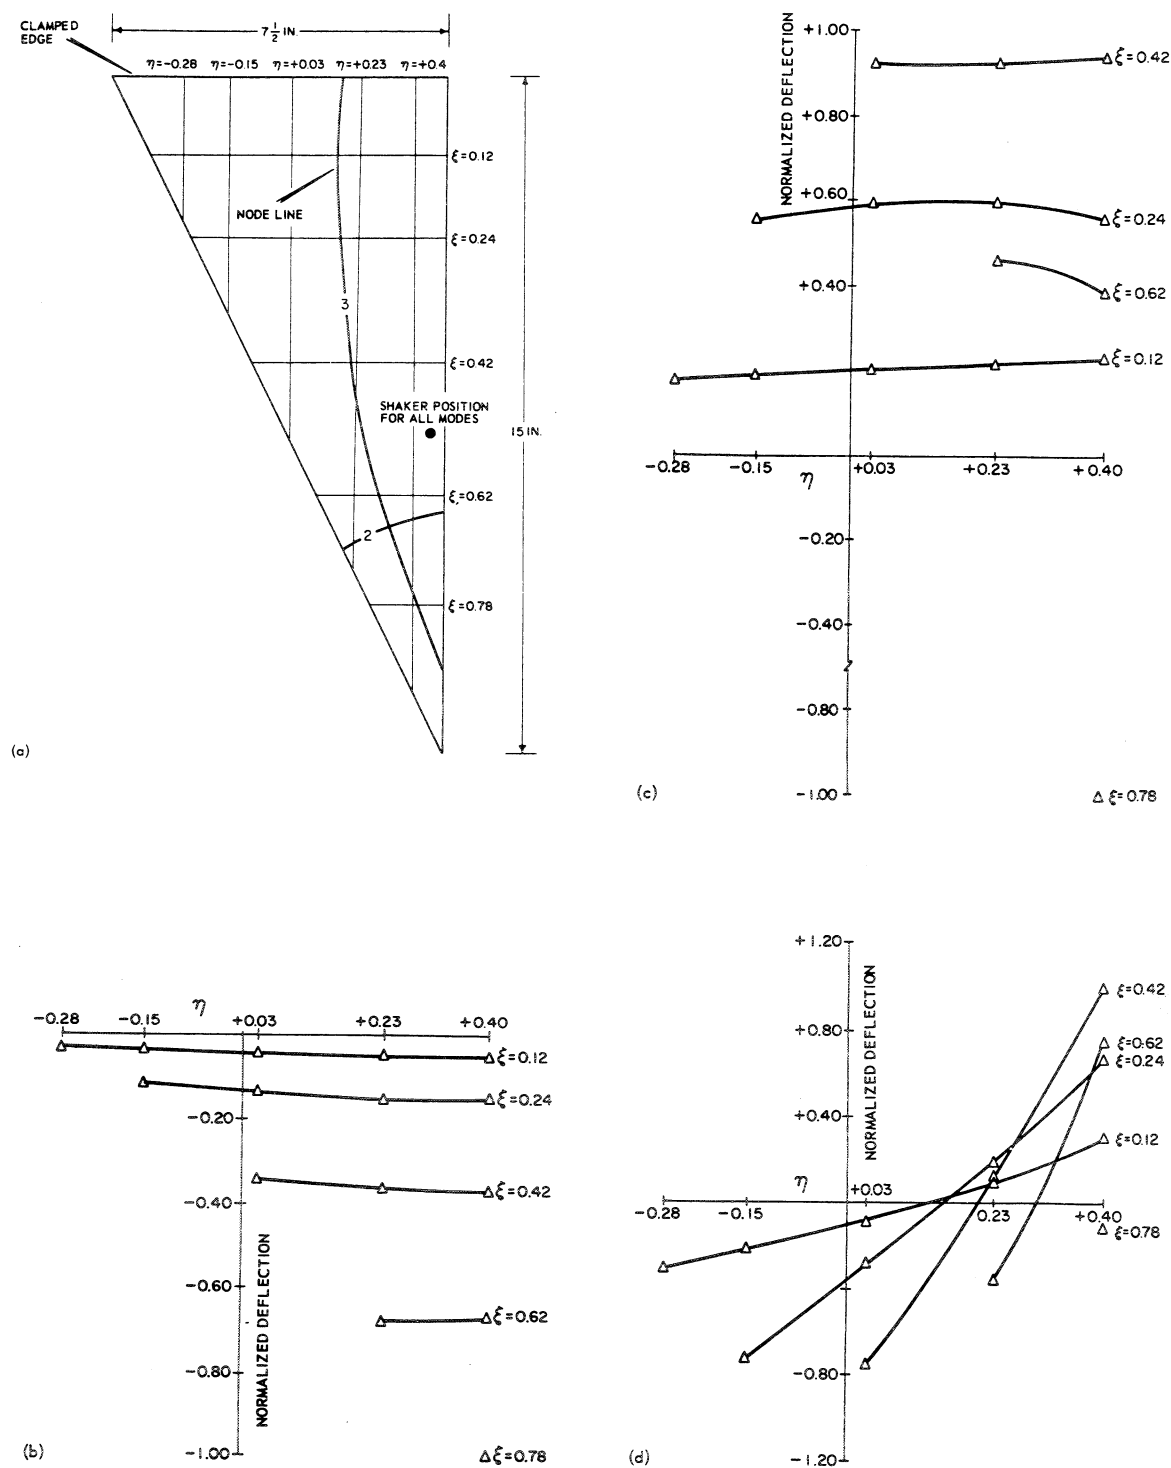 CLAMPED
EDGE
7 1/2 IN.
η=-0.28 η=-0.15 η=+0.03 η=+0.23 η=+0.4
ξ=0.12
NODE LINE
ξ=0.24
3
ξ=0.42
SHAKER POSITION
FOR ALL MODES
15 IN.
ξ=0.62
2
ξ=0.78
(a)
NORMALIZED DEFLECTION
+1.00
ξ=0.42
+0.80
+0.60
ξ=0.24
+0.40
ξ=0.62
ξ=0.12
-0.28 -0.15 +0.03 +0.23 +0.40
η
-0.20
-0.40
-0.80
-1.00
ξ=0.78
(c)
η
-0.28 -0.15 +0.03 +0.23 +0.40
ξ=0.12
ξ=0.24
-0.20
ξ=0.42
-0.40
NORMALIZED DEFLECTION
-0.60
ξ=0.62
-0.80
-1.00
ξ=0.78
(b)
+1.20
NORMALIZED DEFLECTION
ξ=0.42
+0.80
ξ=0.62
ξ=0.24
+0.40
ξ=0.12
η
+0.03
-0.28 -0.15 0.23 +0.40
ξ=0.78
-0.80
-1.20
(d)